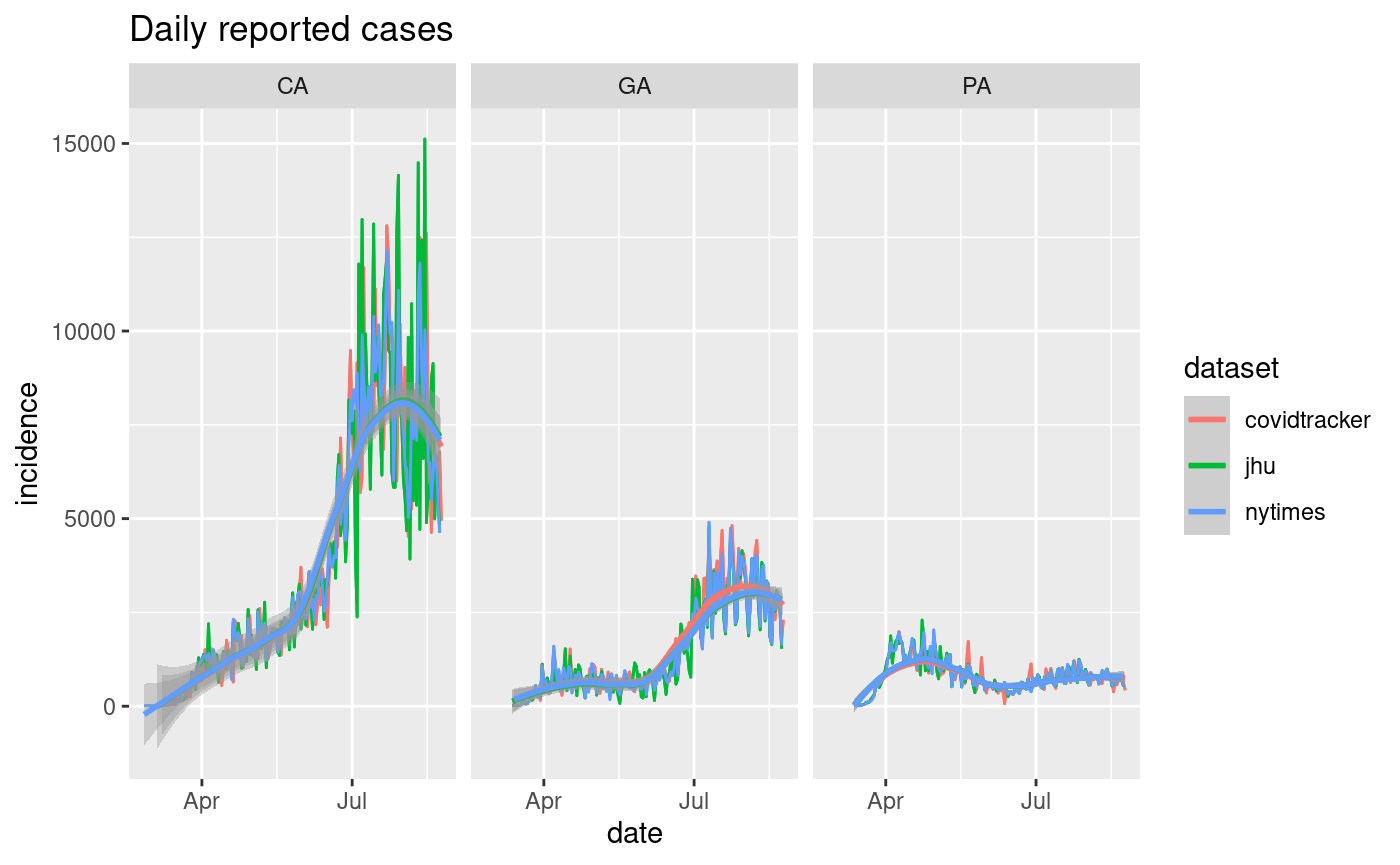 Daily reported cases
CA
GA
PA
15000
10000
5000
0
incidence
Apr
Jul
Apr
Jul
Apr
Jul
date
dataset
covidtracker
jhu
nytimes